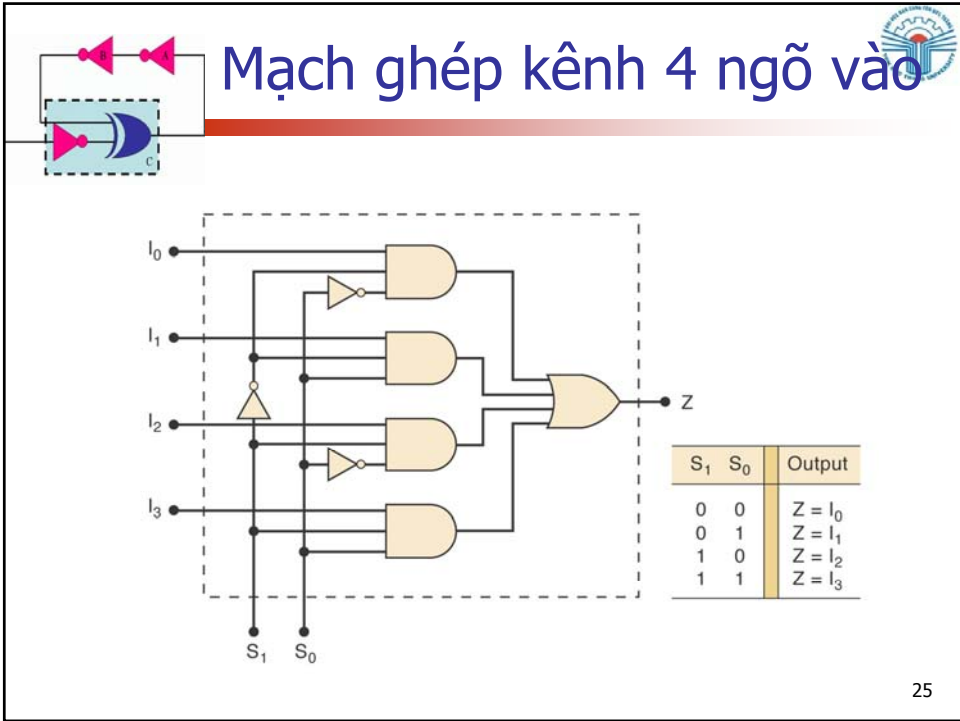 Mạch ghép kênh 4 ngõ vào
B A
C
I₀
I₁
I₂
I₃
Z
S₁ S₀
S₁ S₀ Output
0 0 Z = I₀
0 1 Z = I₁
1 0 Z = I₂
1 1 Z = I₃
25